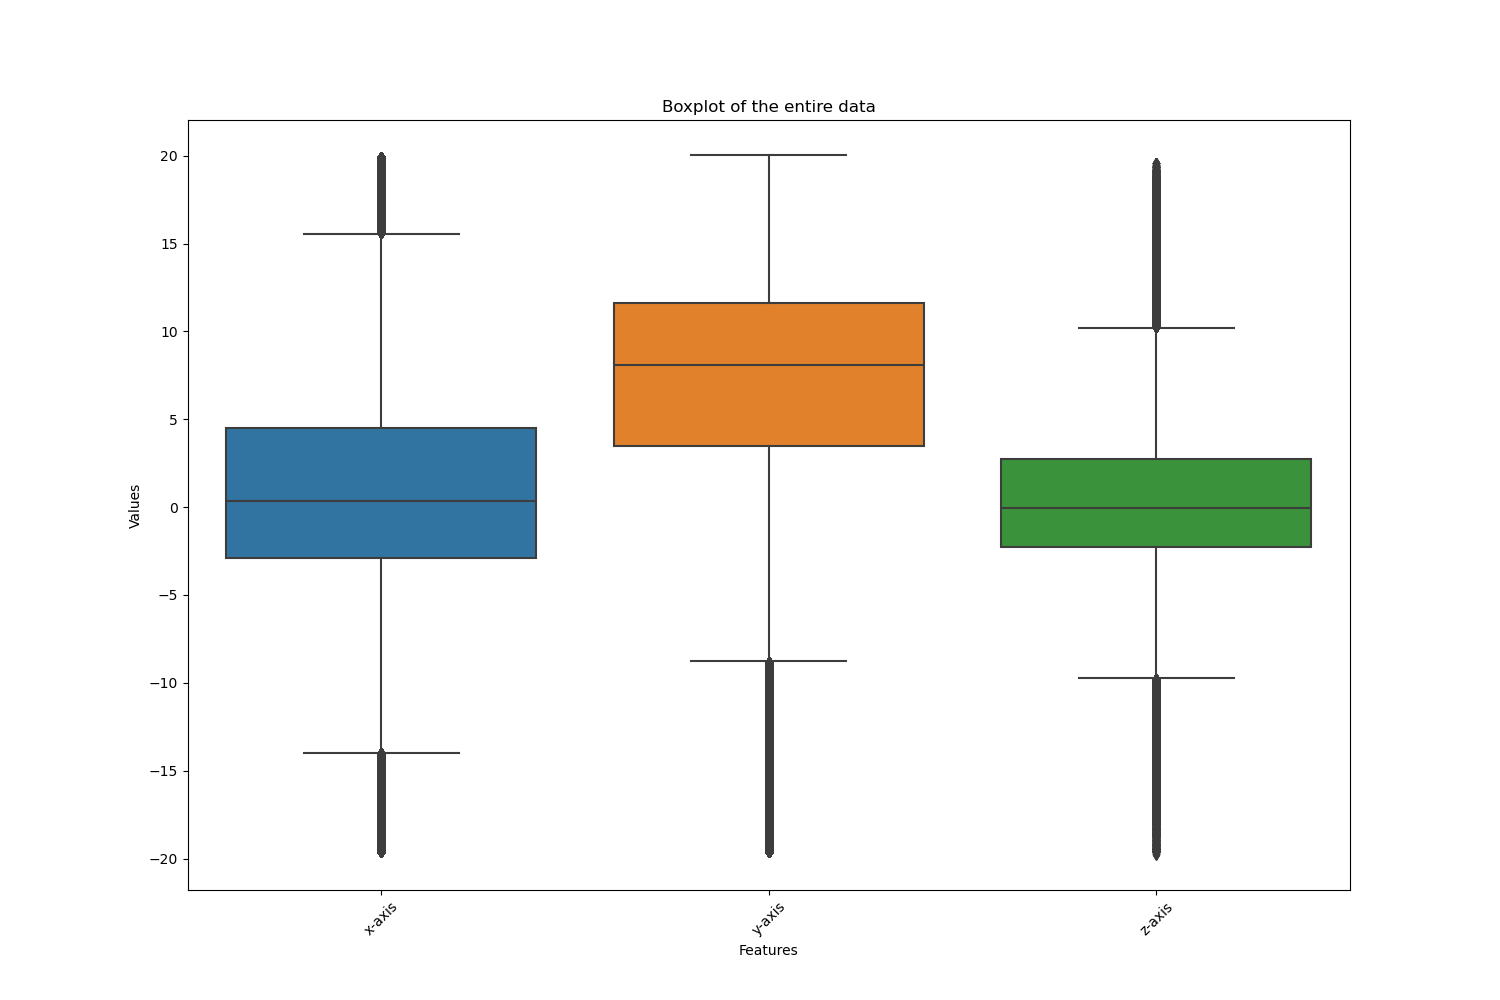 Boxplot of the entire data
20
15
10
5
0
−5
−10
−15
−20
Values
x-axis
y-axis
z-axis
Features